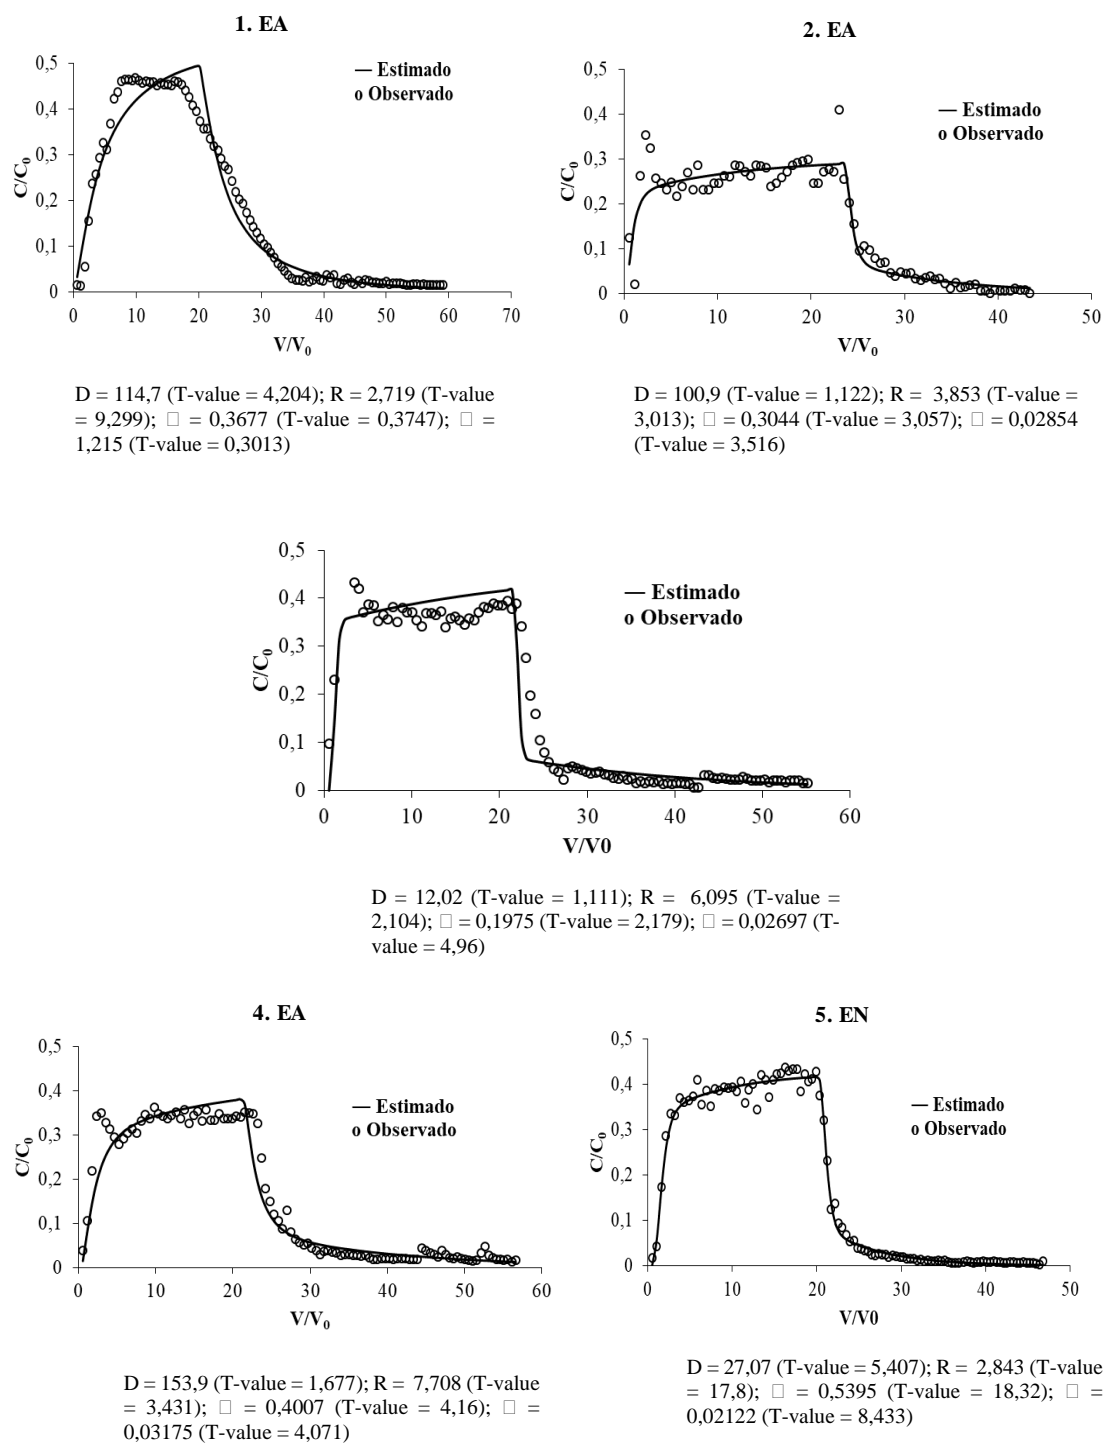 1. EA
0,5
0,4
0,3
0,2
0,1
0
C/C0
0 10 20 30 40 50 60 70
V/V0
— Estimado
o Observado
D = 114,7 (T-value = 4,204); R = 2,719 (T-value
= 9,299); □ = 0,3677 (T-value = 0,3747); □ =
1,215 (T-value = 0,3013)
2. EA
0,5
0,4
0,3
0,2
0,1
0
C/C0
0 10 20 30 40 50
V/V0
— Estimado
o Observado
D = 100,9 (T-value = 1,122); R = 3,853 (T-value =
3,013); □ = 0,3044 (T-value = 3,057); □ = 0,02854
(T-value = 3,516)
0,5
0,4
0,3
0,2
0,1
0
C/C0
0 10 20 30 40 50 60
V/V0
— Estimado
o Observado
D = 12,02 (T-value = 1,111); R = 6,095 (T-value =
2,104); □ = 0,1975 (T-value = 2,179); □ = 0,02697 (T-
value = 4,96)
4. EA
0,5
0,4
0,3
0,2
0,1
0
C/C0
0 10 20 30 40 50 60
V/V0
— Estimado
o Observado
D = 153,9 (T-value = 1,677); R = 7,708 (T-value
= 3,431); □ = 0,4007 (T-value = 4,16); □ =
0,03175 (T-value = 4,071)
5. EN
0,5
0,4
0,3
0,2
0,1
0
C/C0
0 10 20 30 40 50
V/V0
— Estimado
o Observado
D = 27,07 (T-value = 5,407); R = 2,843 (T-value
= 17,8); □ = 0,5395 (T-value = 18,32); □ =
0,02122 (T-value = 8,433)